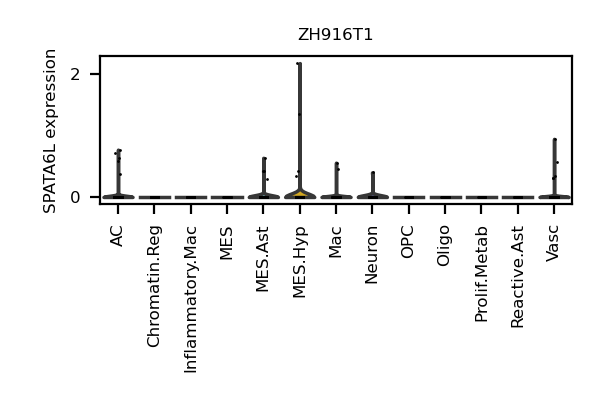 ZH916T1
SPATA6L expression
2
0
AC
Chromatin.Reg
Inflammatory.Mac
MES
MES.Ast
MES.Hyp
Mac
Neuron
OPC
Oligo
Prolif.Metab
Reactive.Ast
Vasc